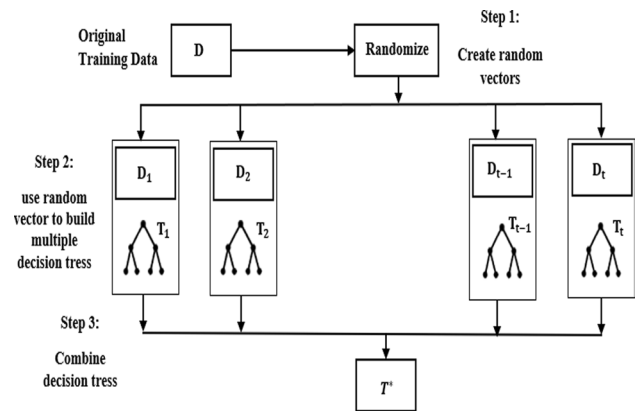 Original
Training Data
D
Randomize
Step 1:
Create random
vectors
Step 2:
use random
vector to build
multiple
decision tress
D₁
T₁
D₂
T₂
Dₜ₋₁
Tₜ₋₁
Dₜ
Tₜ
Step 3:
Combine
decision tress
T*